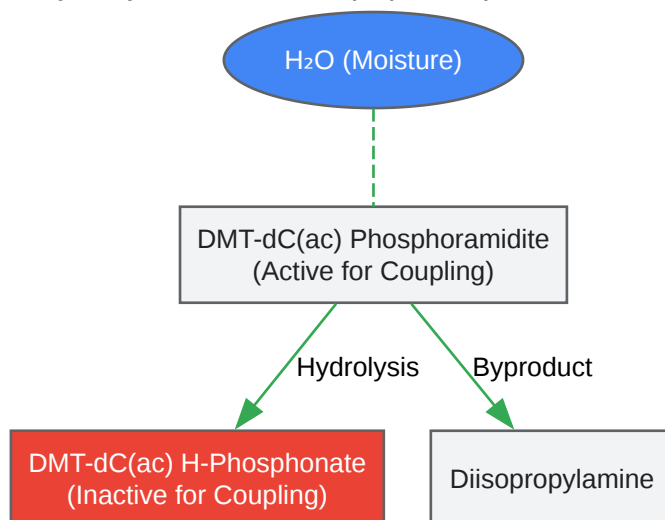 H₂O (Moisture)
DMT-dC(ac) Phosphoramidite
(Active for Coupling)
Hydrolysis
Byproduct
DMT-dC(ac) H-Phosphonate
(Inactive for Coupling)
Diisopropylamine